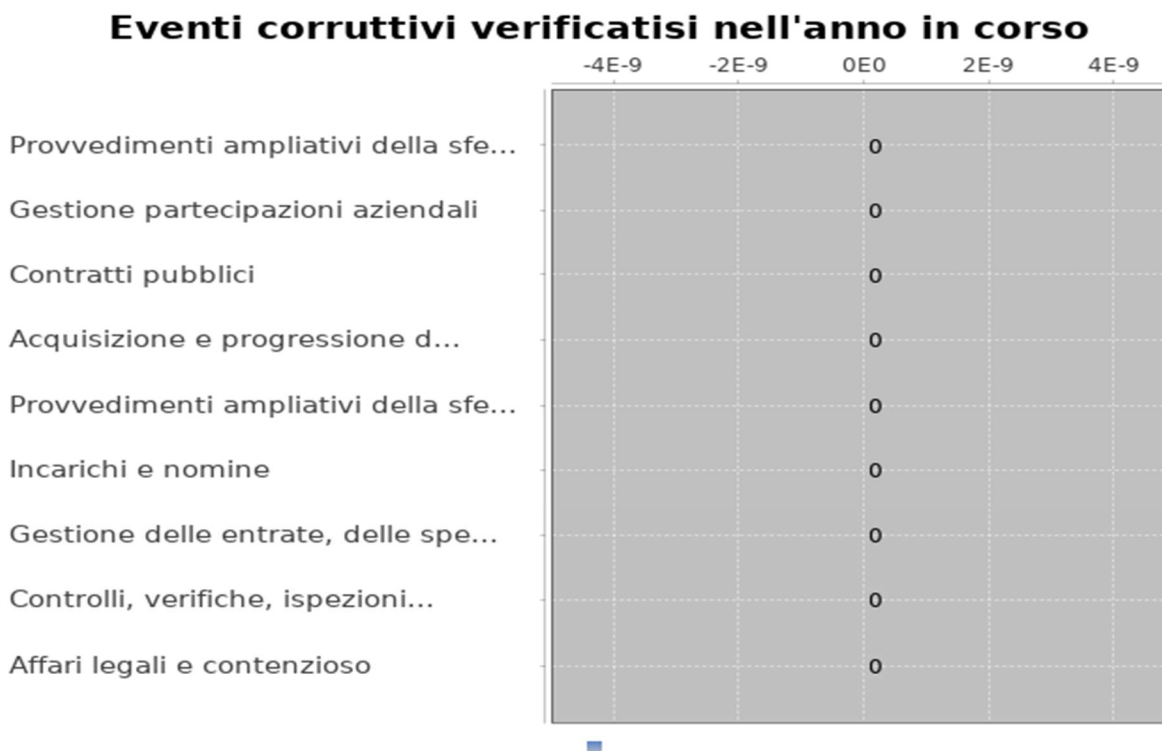 Eventi corruttivi verificatisi nell'anno in corso
-4E-9 -2E-9 0E0 2E-9 4E-9
Provvedimenti ampliativi della sfe... 0
Gestione partecipazioni aziendali 0
Contratti pubblici 0
Acquisizione e progressione d... 0
Provvedimenti ampliativi della sfe... 0
Incarichi e nomine 0
Gestione delle entrate, delle spe... 0
Controlli, verifiche, ispezioni... 0
Affari legali e contenzioso 0